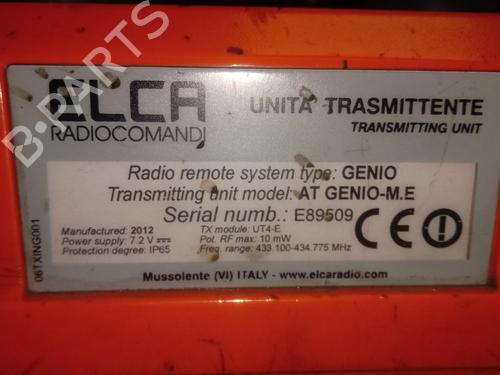 ELCA
RADIOCOMANDI
UNITA' TRASMITTENTE
TRANSMITTING UNIT
Radio remote system type: GENIO
Transmitting unit model: AT GENIO-M.E
Serial numb.: E89509
Manufactured: 2012
TX module: UT4-E
Power supply: 7.2 V
Pot. RF max: 10 mW
Protection degree: IP65
Freq. range: 433.100-434.775 MHz
CE
Mussolente (VI) ITALY - www.elcaradio.com
06TXING001
B-PARTS